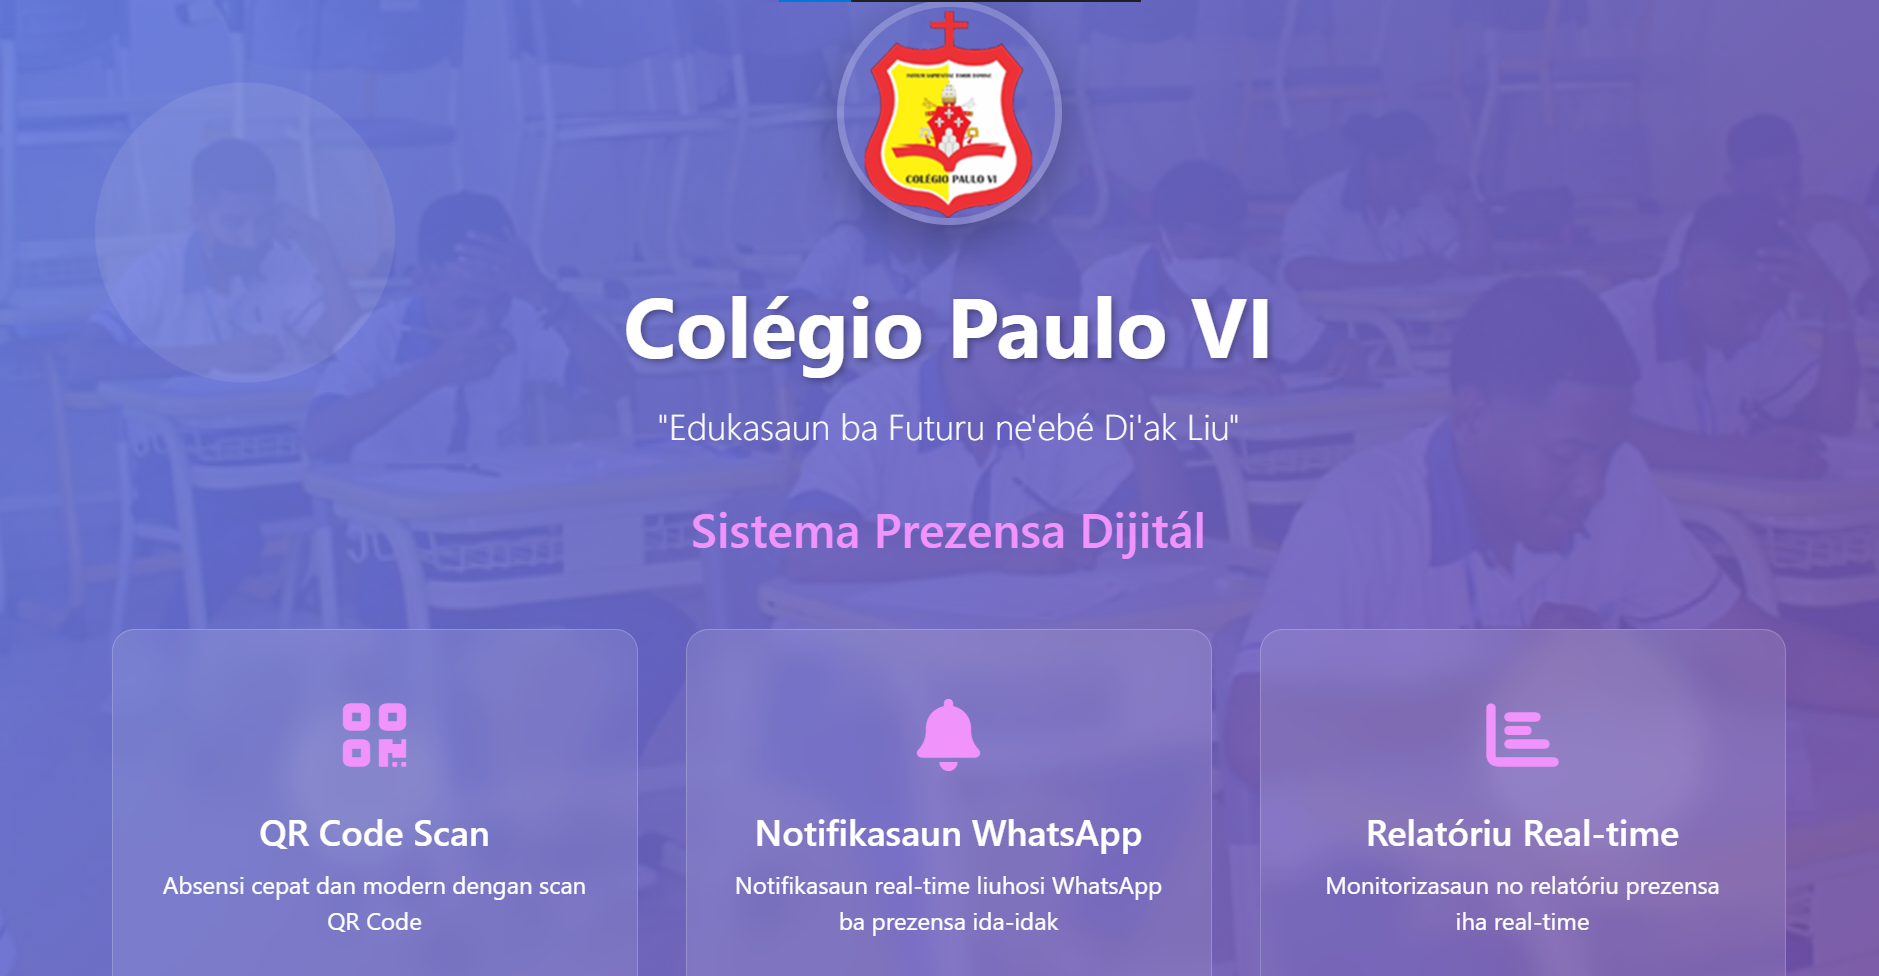 COLÉGIO PAULO VI
Colégio Paulo VI
"Edukasaun ba Futuru ne'ebé Di'ak Liu"
Sistema Prezensa Dijitál
QR Code Scan
Absensi cepat dan modern dengan scan
QR Code
Notifikasaun WhatsApp
Notifikasaun real-time liuhosi WhatsApp
ba prezensa ida-idak
Relatóriu Real-time
Monitorizasaun no relatóriu prezensa
iha real-time